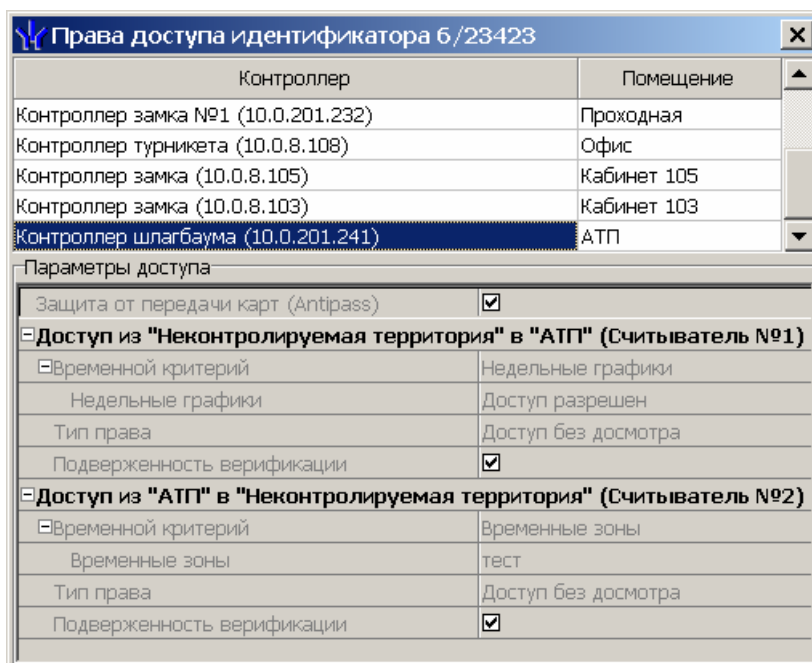 Права доступа идентификатора 6/23423
Контроллер Помещение
Контроллер замка №1 (10.0.201.232) Проходная
Контроллер турникета (10.0.8.108) Офис
Контроллер замка (10.0.8.105) Кабинет 105
Контроллер замка (10.0.8.103) Кабинет 103
Контроллер шлагбаума (10.0.201.241) АТП
Параметры доступа
Защита от передачи карт (Antipass)
Доступ из "Неконтролируемая территория" в "АТП" (Считыватель №1)
Временной критерий Недельные графики
Недельные графики Доступ разрешен
Тип права Доступ без досмотра
Подверженность верификации
Доступ из "АТП" в "Неконтролируемая территория" (Считыватель №2)
Временной критерий Временные зоны
Временные зоны тест
Тип права Доступ без досмотра
Подверженность верификации